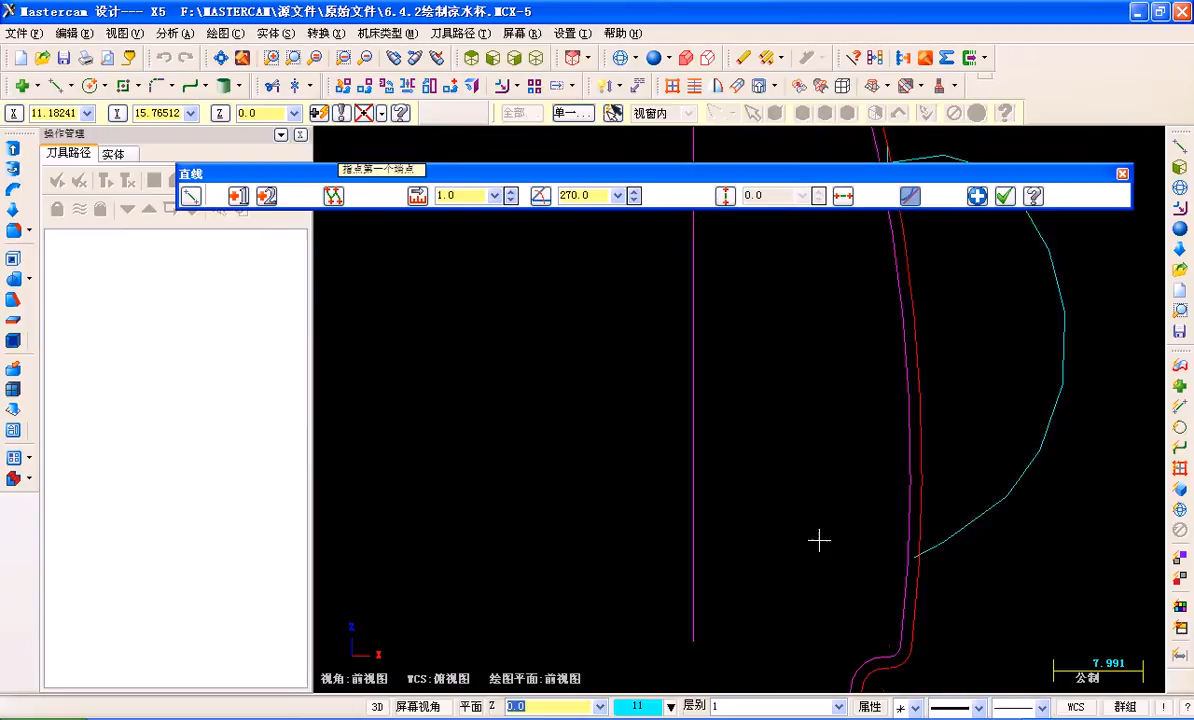 Mastercam 设计--- X5 F:\MASTERCAM\源文件\原始文件\6.4.2绘制凉水杯.MCX-5
文件(F) 编辑(E) 视图(V) 分析(A) 绘图(C) 实体(S) 转换(X) 机床类型(M) 刀具路径(T) 屏幕(R) 设置(I) 帮助(H)
X 11.18241 Y 15.76512 Z 0.0 全部... 单一... 视窗内
操作管理
刀具路径 实体
直线 指定第一个端点
1.0 270.0 0.0
Z
X
视角:前视图 WCS:俯视图 绘图平面:前视图
7.991
公制
3D 屏幕视角 平面 Z 0.0 11 层别 1 属性 WCS 群组 ! ?